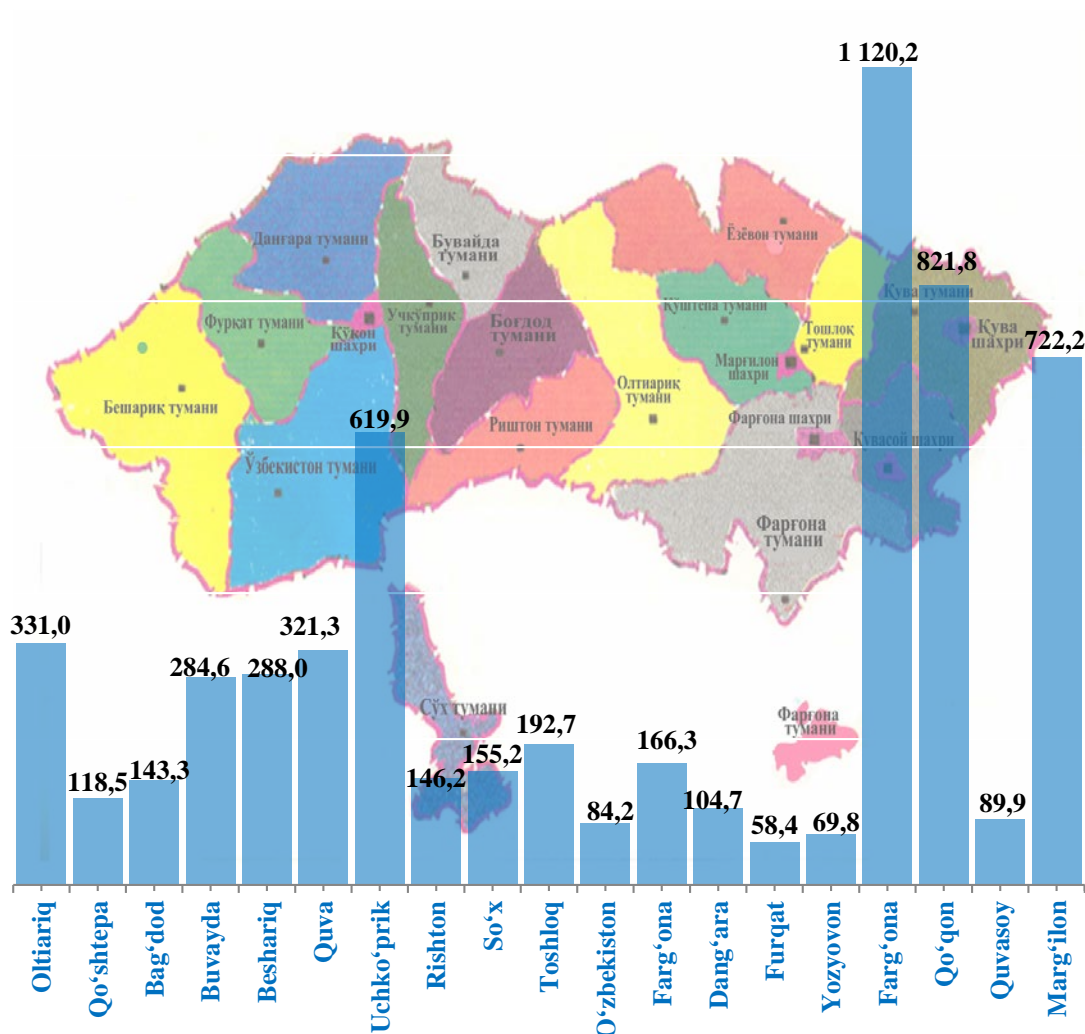 1 120,2
Данғара тумани
Бувайда
тумани
Ёзёвон тумани
821,8
Қува тумани
Фурқат тумани
Қўқон
шаҳри
Учкўприк
тумани
Боғдод
тумани
Қўштепа тумани
Тошлоқ
тумани
Қува
шаҳри
722,2
Марғилон
шаҳри
Бешариқ тумани
Олтиариқ
тумани
619,9
Риштон тумани
Фарғона шаҳри
Қувасой шаҳри
Ўзбекистон тумани
Фарғона
тумани
331,0
284,6
288,0
321,3
Сўх тумани
Фарғона
тумани
118,5
143,3
146,2
155,2
192,7
84,2
166,3
104,7
58,4
69,8
89,9
Oltiariq
Qo‘shtepa
Bag‘dod
Buvayda
Beshariq
Quva
Uchko‘prik
Rishton
So‘x
Toshloq
O‘zbekiston
Farg‘ona
Dang‘ara
Furqat
Yozyovon
Farg‘ona
Qo‘qon
Quvasoy
Marg‘ilon